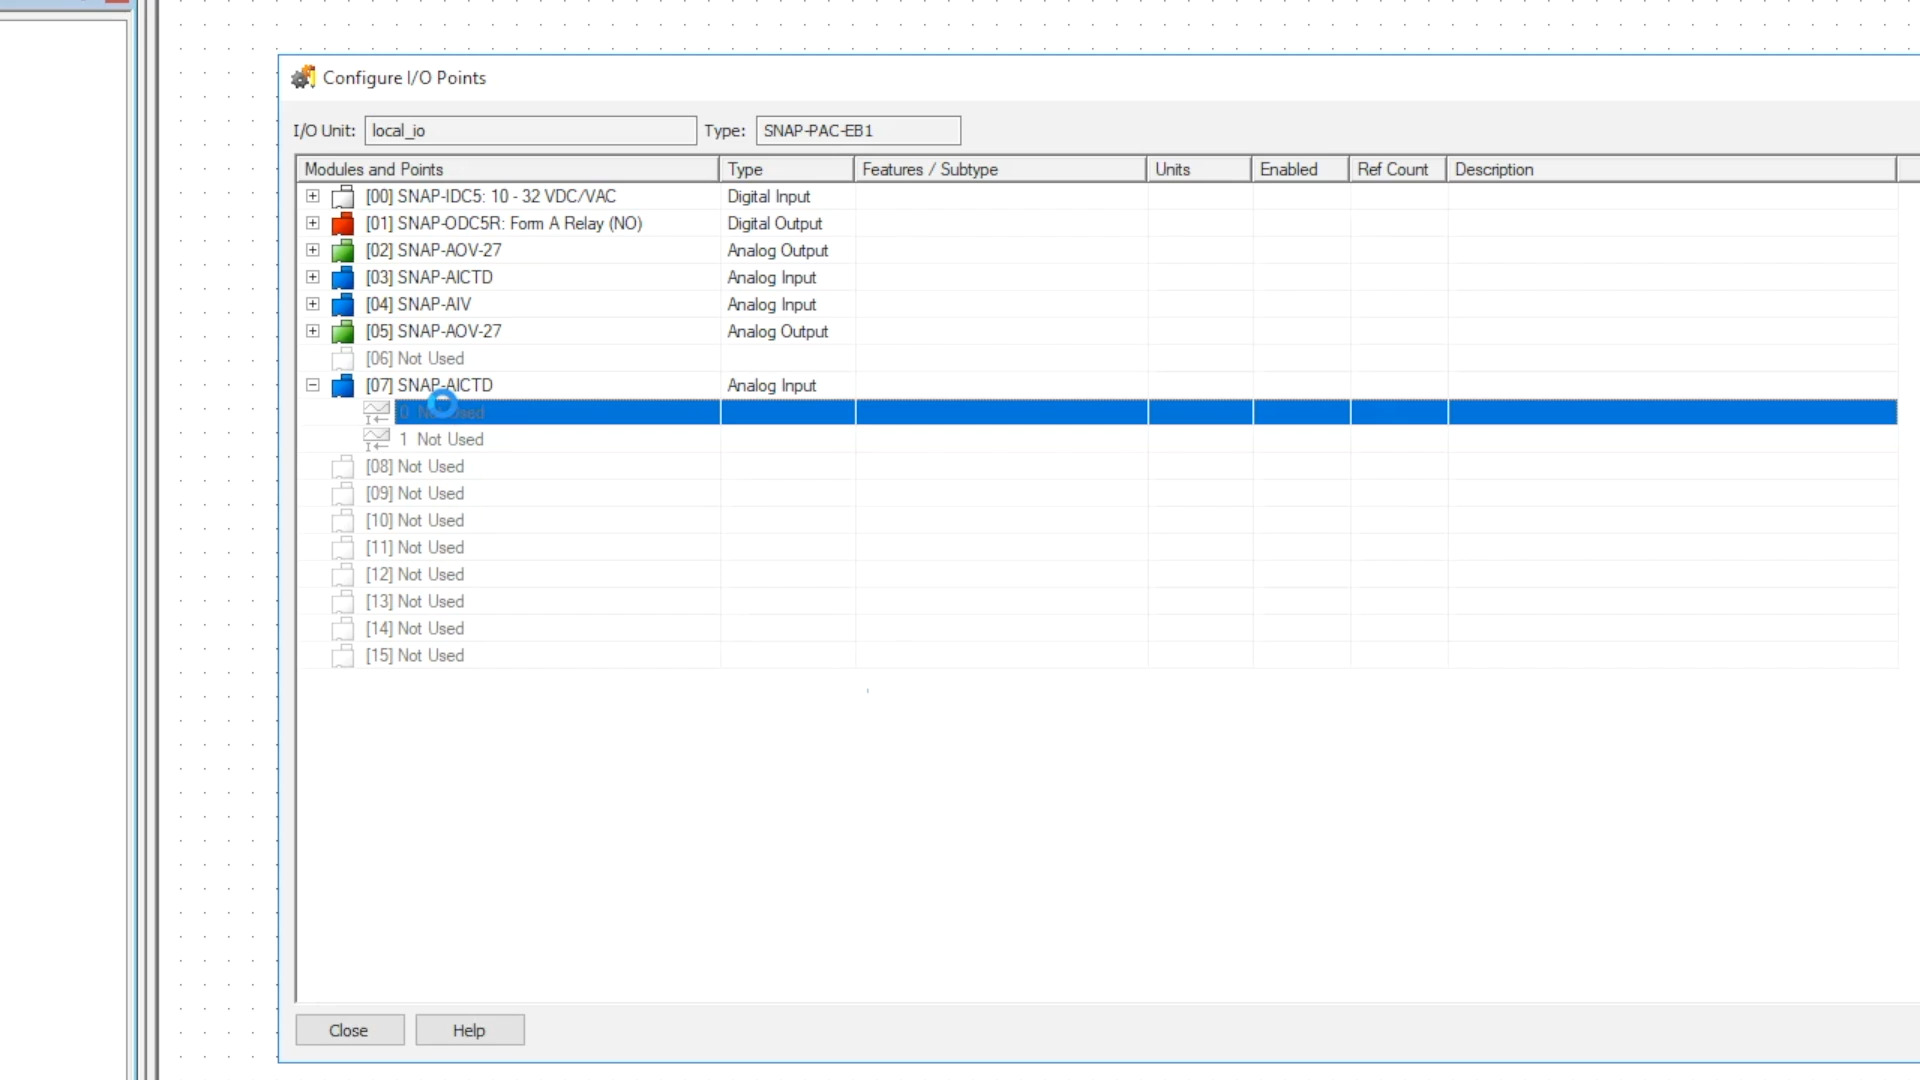 Configure I/O Points
I/O Unit: local_io Type: SNAP-PAC-EB1
Modules and Points Type Features / Subtype Units Enabled Ref Count Description
[00] SNAP-IDC5: 10 - 32 VDC/VAC Digital Input
[01] SNAP-ODC5R: Form A Relay (NO) Digital Output
[02] SNAP-AOV-27 Analog Output
[03] SNAP-AICTD Analog Input
[04] SNAP-AIV Analog Input
[05] SNAP-AOV-27 Analog Output
[06] Not Used
[07] SNAP-AICTD Analog Input
0 Not Used
1 Not Used
[08] Not Used
[09] Not Used
[10] Not Used
[11] Not Used
[12] Not Used
[13] Not Used
[14] Not Used
[15] Not Used
Close Help